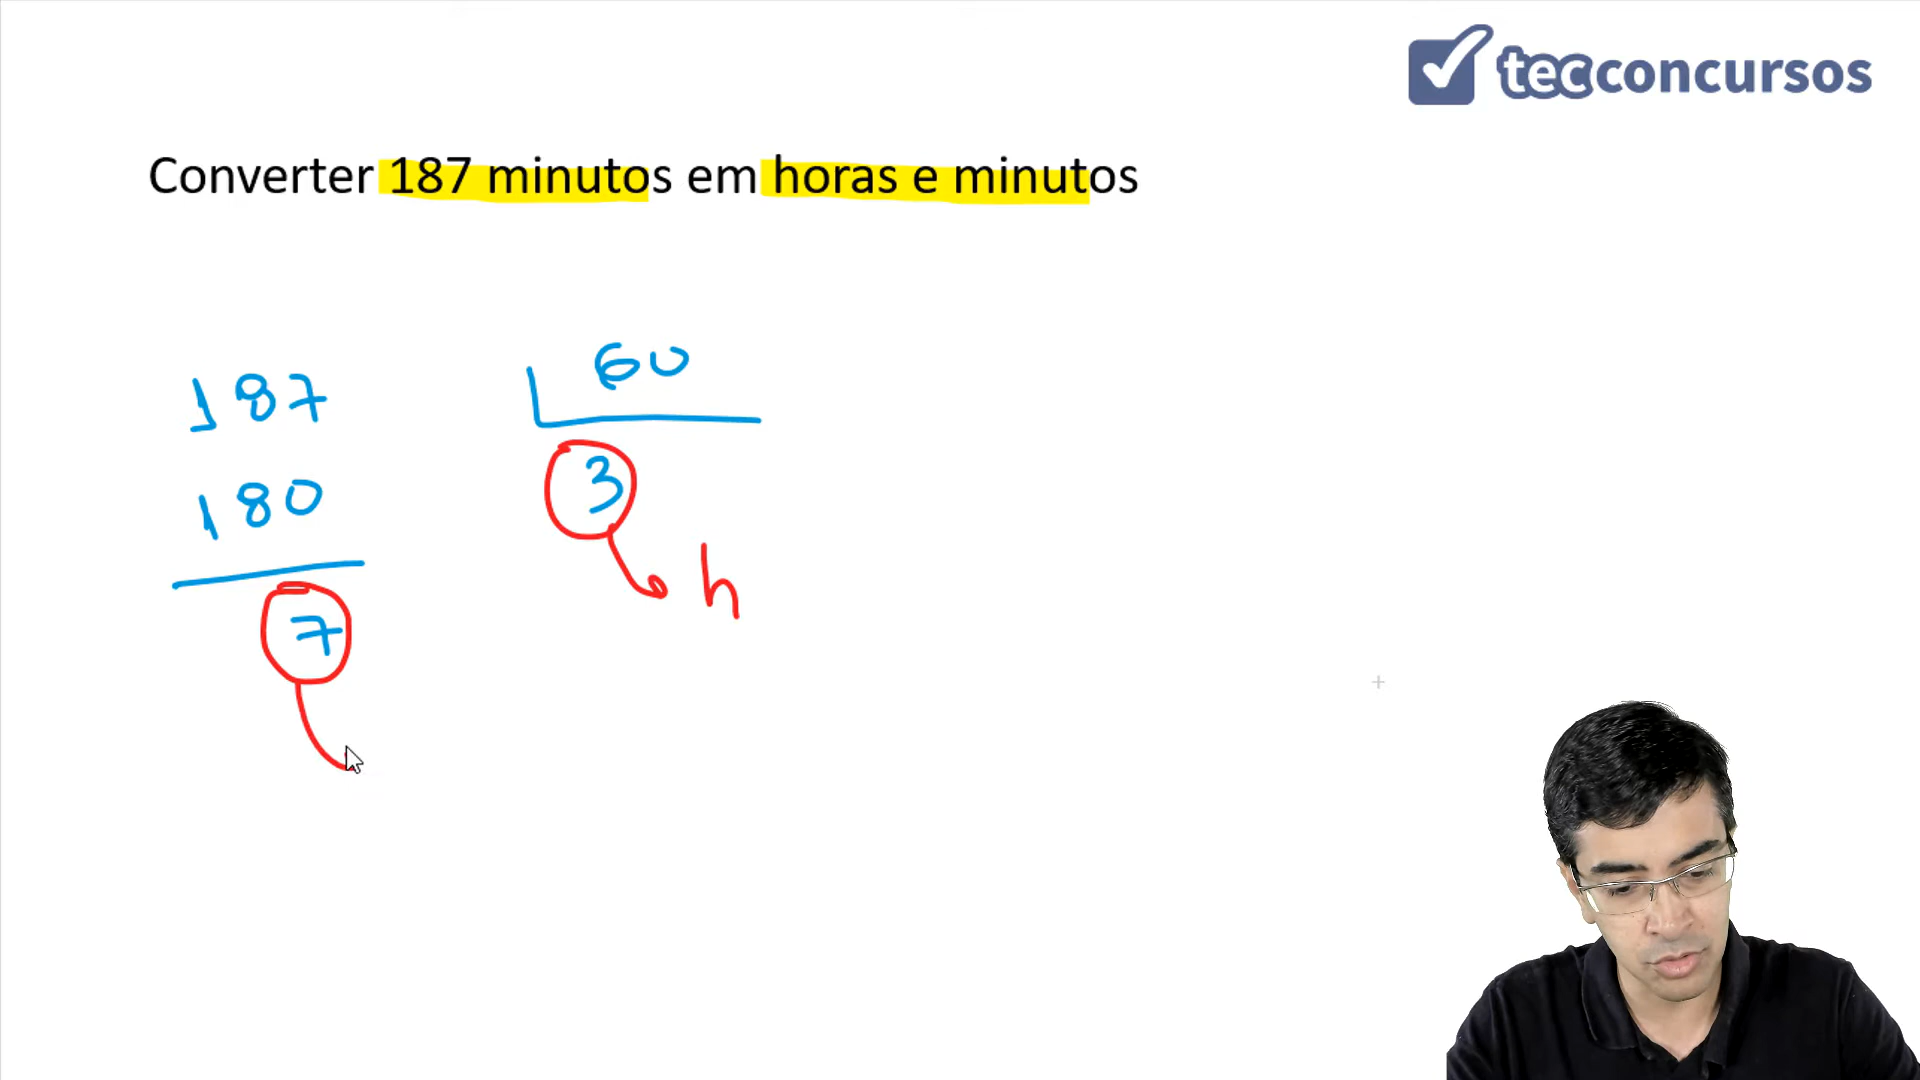 tecconcursos
Converter 187 minutos em horas e minutos
187 60
180 3
7 h